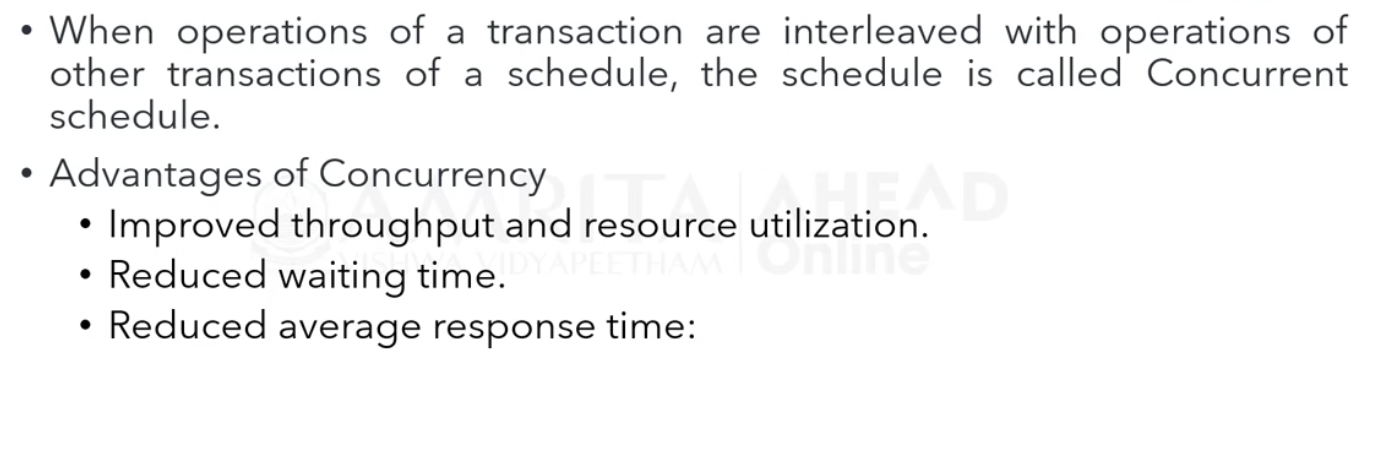 • When operations of a transaction are interleaved with operations of
other transactions of a schedule, the schedule is called Concurrent
schedule.
• Advantages of Concurrency
• Improved throughput and resource utilization.
• Reduced waiting time.
• Reduced average response time:
AMRITA AHEAD
VISHWA VIDYAPEETHAM Online